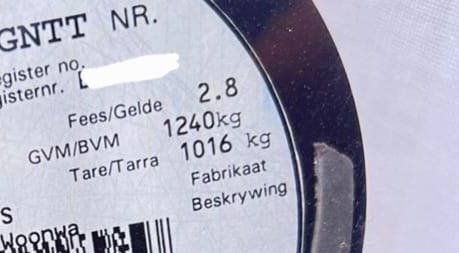 GNTT NR.
egister no.
isternr.
Fees/Gelde 2.8
GVM/BVM 1240kg
Tare/Tarra 1016 kg
Fabrikaat
Beskrywing
S
Woonwa